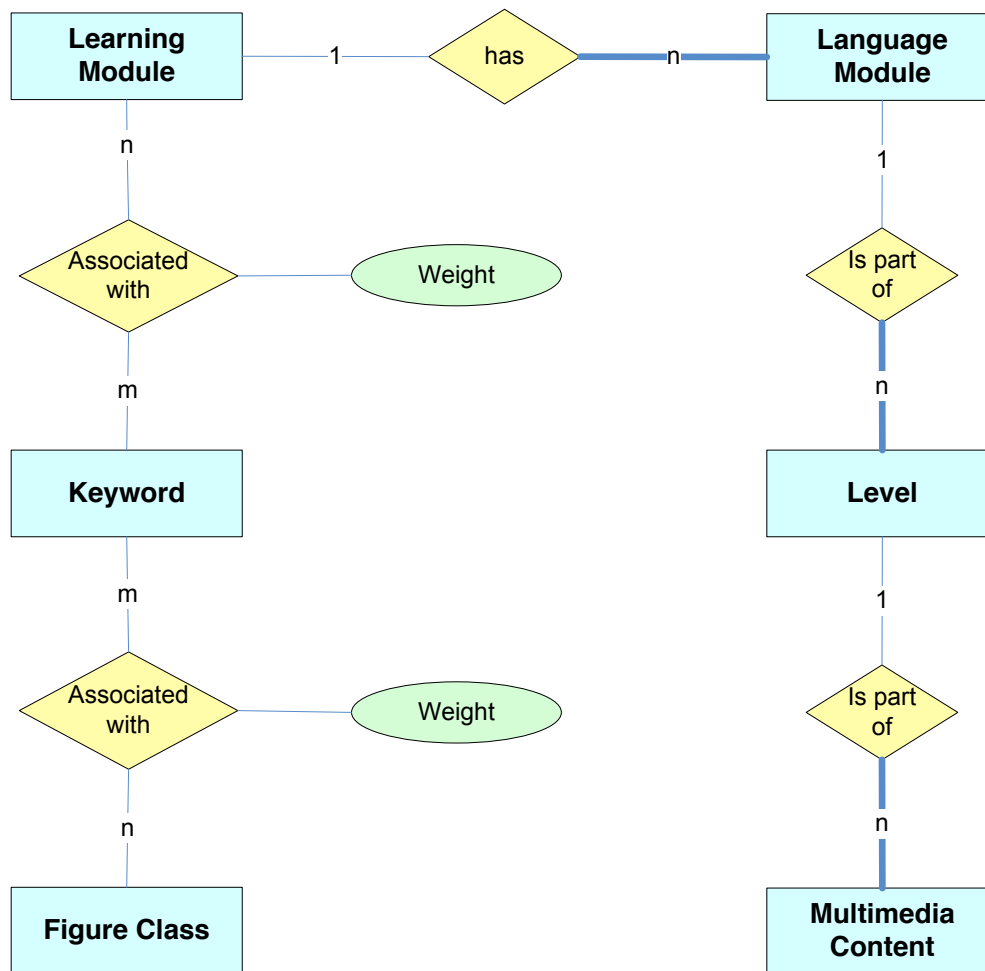 Learning
Module
1
has
n
Language
Module
n
1
Associated
with
Weight
Is part
of
m
n
Keyword
Level
m
1
Associated
with
Weight
Is part
of
n
n
Figure Class
Multimedia
Content